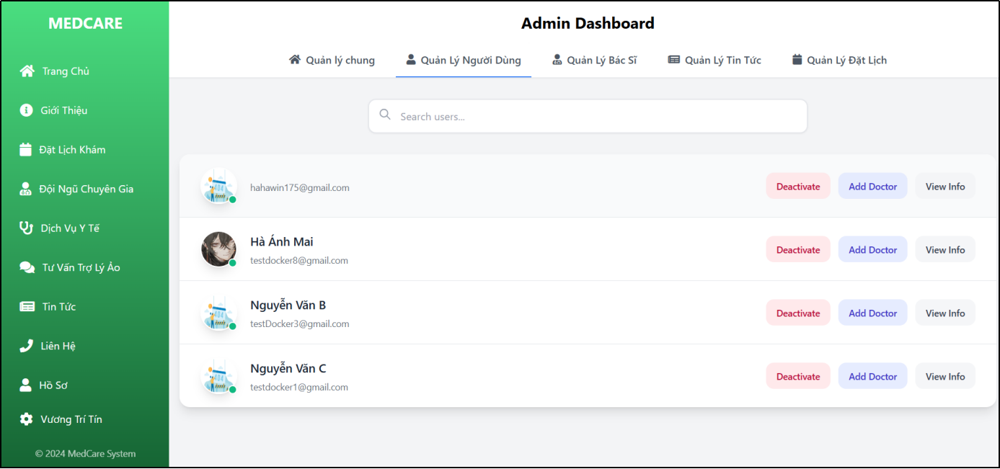 MEDCARE
Trang Chủ
Giới Thiệu
Đặt Lịch Khám
Đội Ngũ Chuyên Gia
Dịch Vụ Y Tế
Tư Vấn Trợ Lý Ảo
Tin Tức
Liên Hệ
Hồ Sơ
Vương Trí Tín
© 2024 MedCare System
Admin Dashboard
Quản lý chung Quản Lý Người Dùng Quản Lý Bác Sĩ Quản Lý Tin Tức Quản Lý Đặt Lịch
Search users...
404
hahawin175@gmail.com Deactivate Add Doctor View Info
Hà Ánh Mai
testdocker8@gmail.com
Deactivate Add Doctor View Info
404
Nguyễn Văn B
testDocker3@gmail.com
Deactivate Add Doctor View Info
404
Nguyễn Văn C
testdocker1@gmail.com
Deactivate Add Doctor View Info